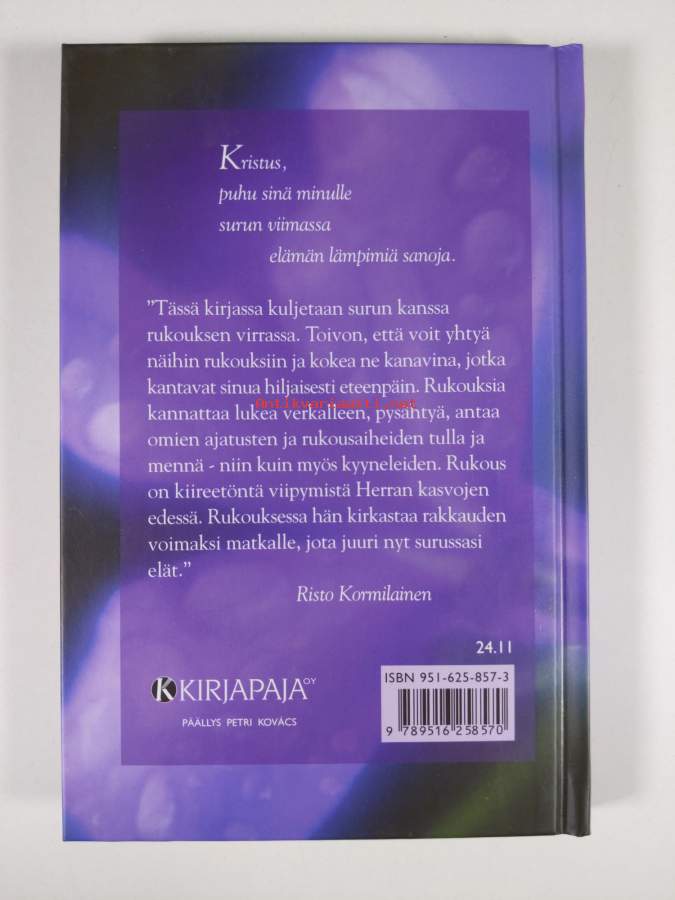 Kristus,
puhu sinä minulle
surun viimassa
elämän lämpimiä sanoja.
"Tässä kirjassa kuljetaan surun kanssa
rukouksen virrassa. Toivon, että voit yhtyä
näihin rukouksiin ja kokea ne kanavina, jotka
kantavat sinua hiljaisesti eteenpäin. Rukouksia
Antikvariaatti.net
kannattaa lukea verkalleen, pysähtyä, antaa
omien ajatusten ja rukousaiheiden tulla ja
mennä - niin kuin myös kyyneleiden. Rukous
on kiireetöntä viipymistä Herran kasvojen
edessä. Rukouksessa hän kirkastaa rakkauden
voimaksi matkalle, jota juuri nyt surussasi
elät."
Risto Kormilainen
24.11
ISBN 951-625-857-3
K KIRJAPAJA OY
PÄÄLLYS PETRI KOVÁCS
9 789516 258570